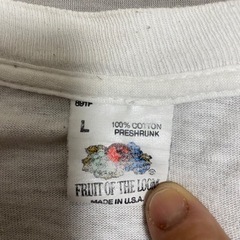 L
100% COTTON
PRESHRUNK
FRUIT OF THE LOOM
MADE IN U.S.A.